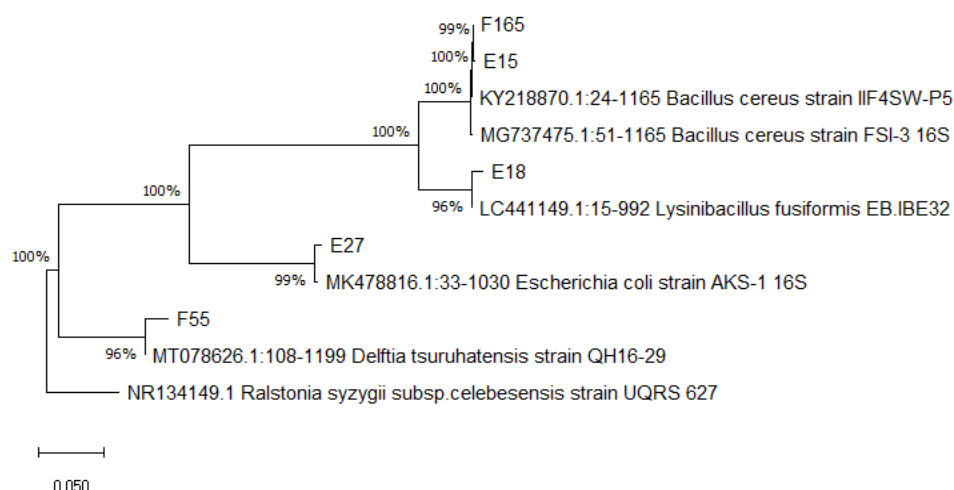 99%
F165
100%
E15
100%
KY218870.1:24-1165 Bacillus cereus strain IIF4SW-P5
100%
MG737475.1:51-1165 Bacillus cereus strain FSI-3 16S
E18
100%
96%
LC441149.1:15-992 Lysinibacillus fusiformis EB.IBE32
E27
100%
99%
MK478816.1:33-1030 Escherichia coli strain AKS-1 16S
F55
96%
MT078626.1:108-1199 Delftia tsuruhatensis strain QH16-29
NR134149.1 Ralstonia syzygii subsp.celebesensis strain UQRS 627
0.050